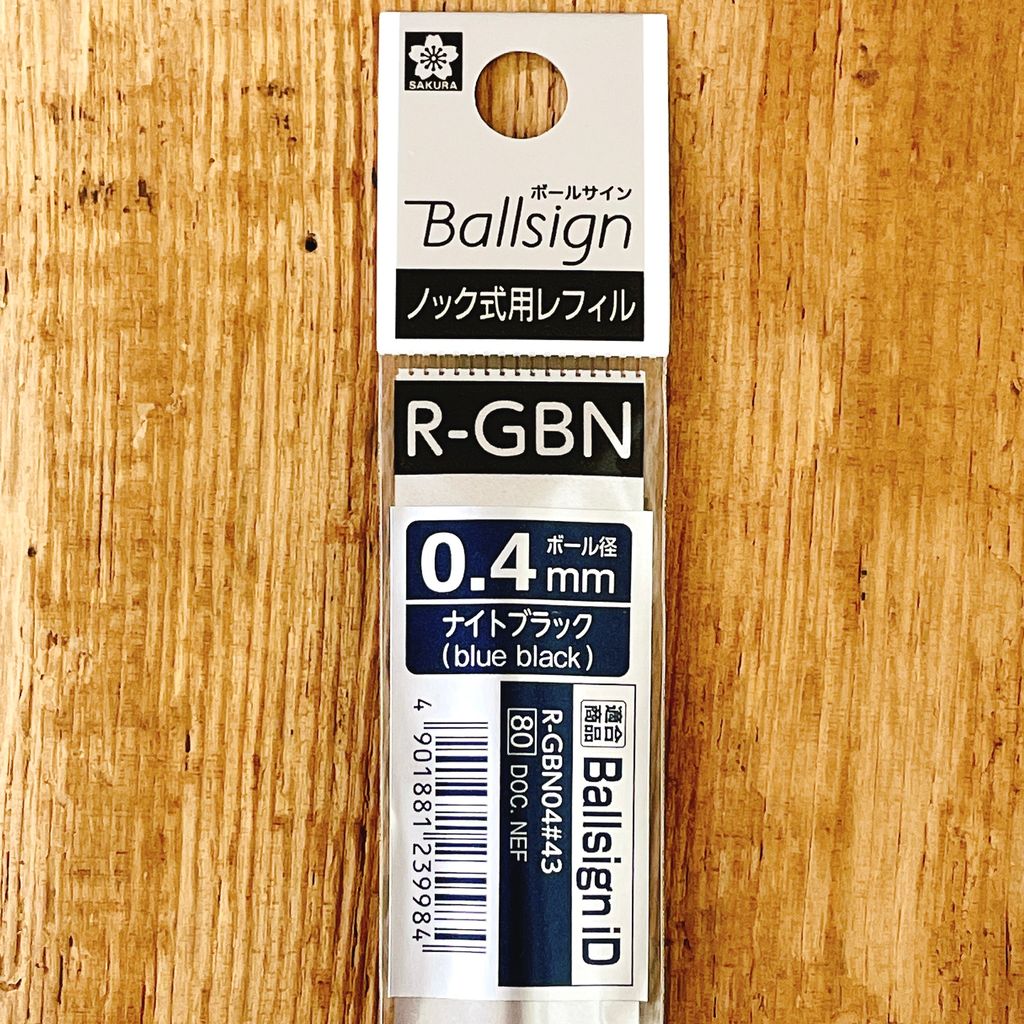 SAKURA
ボールサイン
Ballsign
ノック式用レフィル
R-GBN
0.4 ボール径 mm
ナイトブラック
(blue black)
適合
商品
Ballsign iD
R-GBN04#43
80 DOC. NEF
4 901881 239984